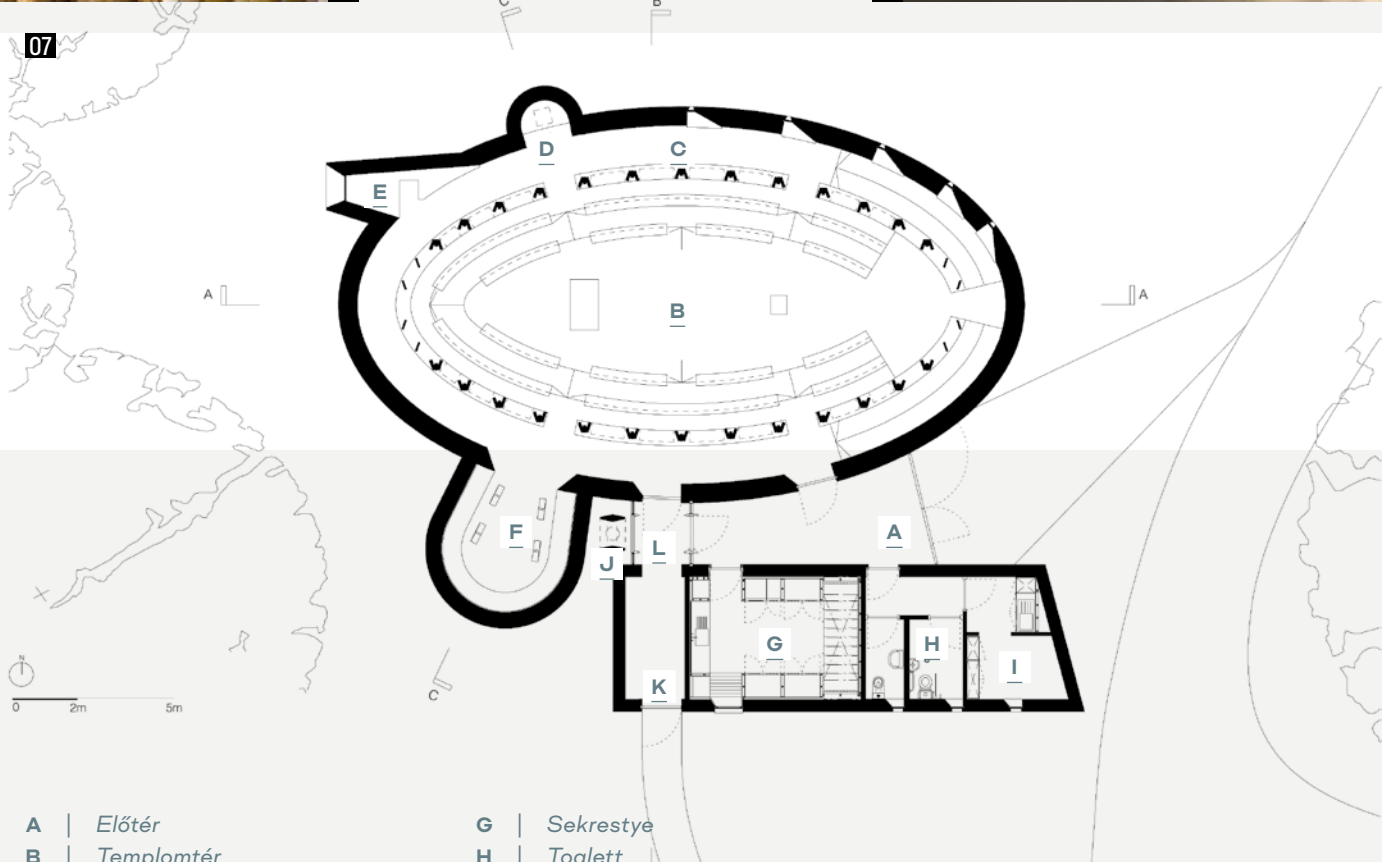 C
B
07
D
C
E
A
A
B
F
A
L
J
G
H
I
K
N
C
0
2m
5m
A | Előtér
G | Sekrestye
B | Templomtér
H | Toalett